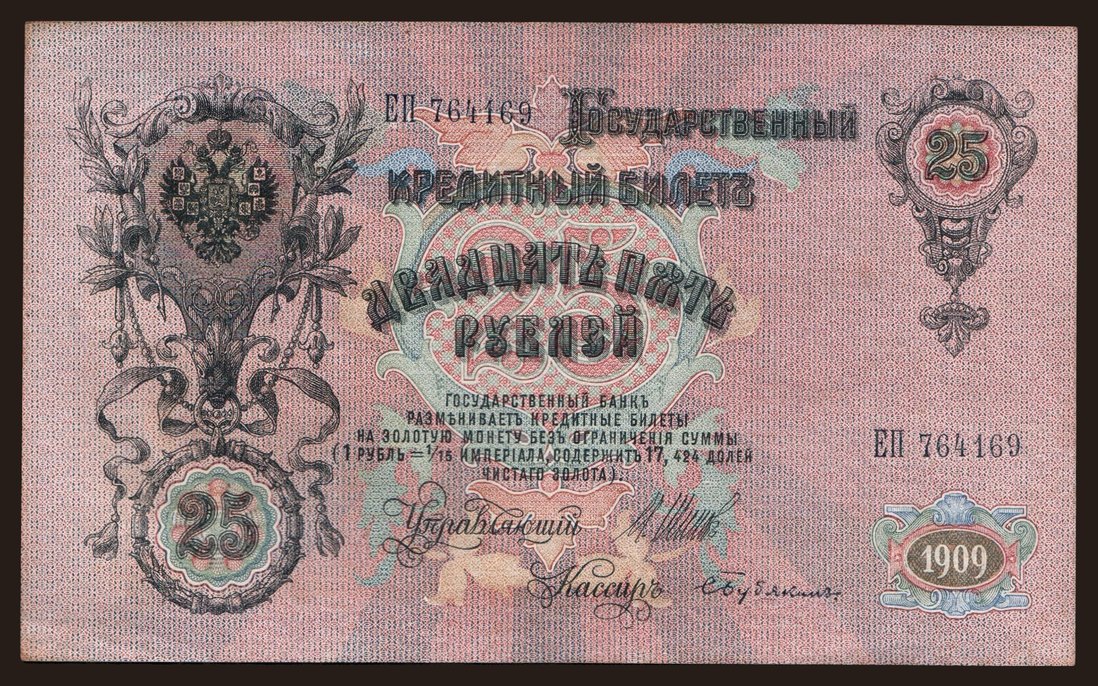 ЕП 764169
Государственный
кредитный билетъ
двадцать пять
рублей
25
25
ГОСУДАРСТВЕННЫЙ БАНКЪ
РАЗМѢНИВАЕТЪ КРЕДИТНЫЕ БИЛЕТЫ
НА ЗОЛОТУЮ МОНЕТУ БЕЗЪ ОГРАНИЧЕНІЯ СУММЫ
(1 РУБЛЬ = 1/15 ИМПЕРІАЛА, СОДЕРЖИТЪ 17, 424 ДОЛЕЙ
ЧИСТАГО ЗОЛОТА).
ЕП 764169
25
Управляющій
Кассиръ
1909